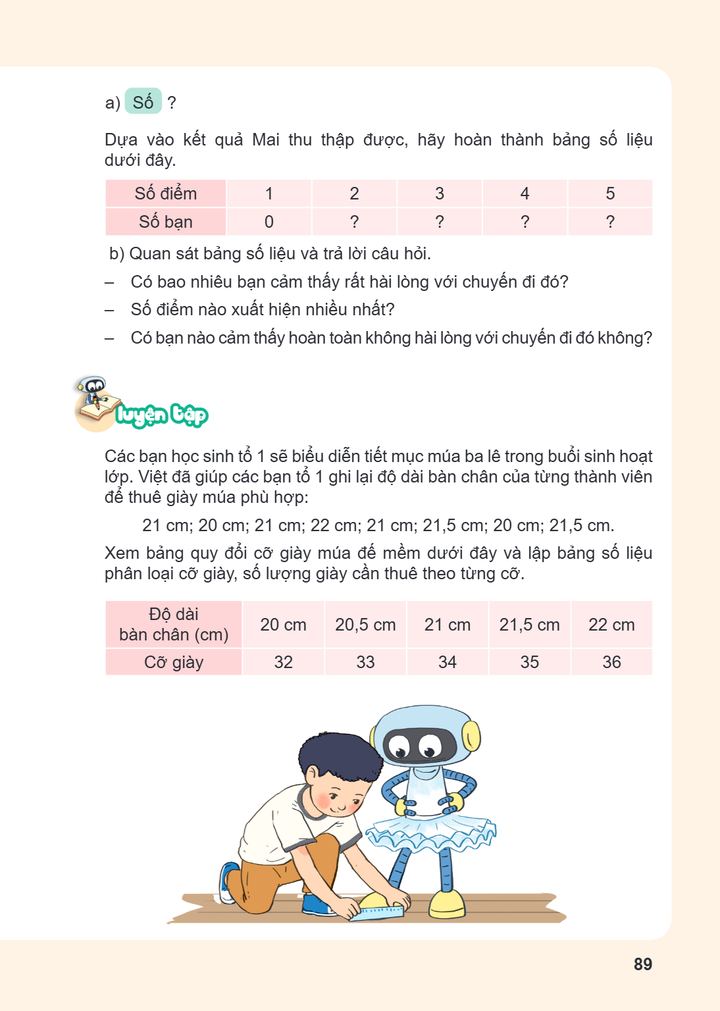 a) Số ?
Dựa vào kết quả Mai thu thập được, hãy hoàn thành bảng số liệu
dưới đây.
Số điểm 1 2 3 4 5
Số bạn 0 ? ? ? ?
b) Quan sát bảng số liệu và trả lời câu hỏi.
– Có bao nhiêu bạn cảm thấy rất hài lòng với chuyến đi đó?
– Số điểm nào xuất hiện nhiều nhất?
– Có bạn nào cảm thấy hoàn toàn không hài lòng với chuyến đi đó không?
luyện tập
Các bạn học sinh tổ 1 sẽ biểu diễn tiết mục múa ba lê trong buổi sinh hoạt
lớp. Việt đã giúp các bạn tổ 1 ghi lại độ dài bàn chân của từng thành viên
để thuê giày múa phù hợp:
21 cm; 20 cm; 21 cm; 22 cm; 21 cm; 21,5 cm; 20 cm; 21,5 cm.
Xem bảng quy đổi cỡ giày múa đế mềm dưới đây và lập bảng số liệu
phân loại cỡ giày, số lượng giày cần thuê theo từng cỡ.
Độ dài
bàn chân (cm) 20 cm 20,5 cm 21 cm 21,5 cm 22 cm
Cỡ giày 32 33 34 35 36
89